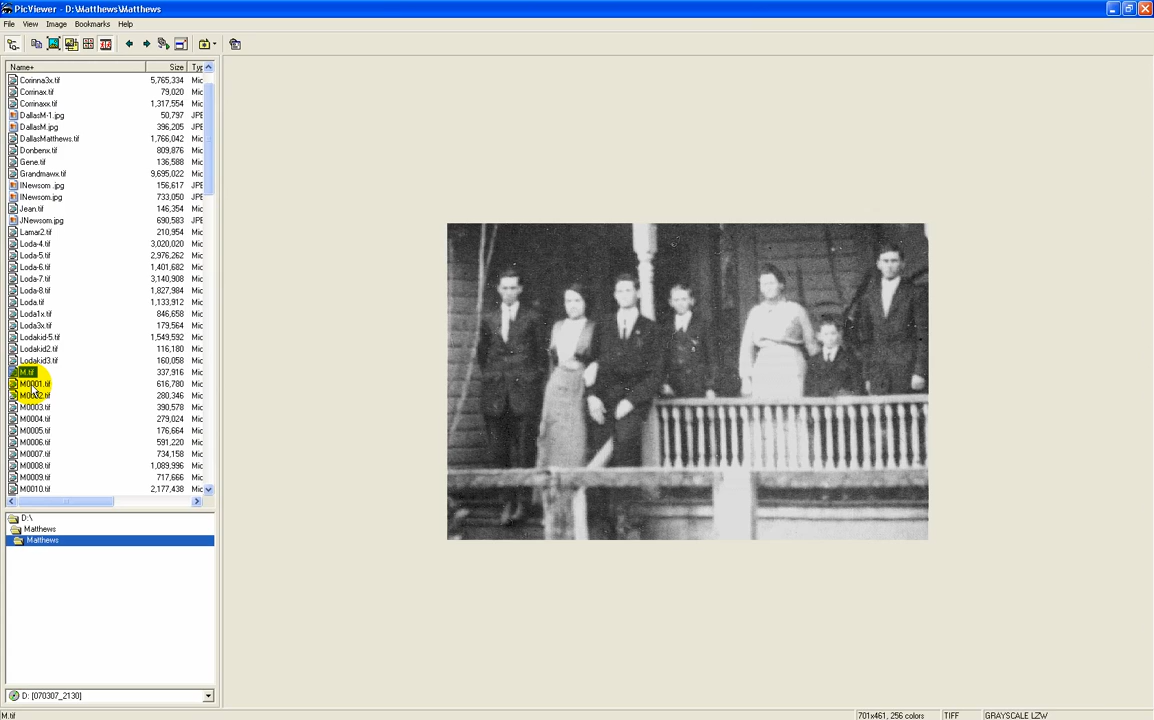 PicViewer - D:\Matthews\Matthews
File View Image Bookmarks Help
Name+ Size Typ
Corinna3x.tif 5,765,334 Mic
Corrinax.tif 79,020 Mic
Corrinaxx.tif 1,317,554 Mic
DallasM-1.jpg 50,797 JPE
DallasM.jpg 396,205 JPE
DallasMatthews.tif 1,766,042 Mic
Donbenx.tif 809,876 Mic
Gene.tif 136,588 Mic
Grandmawx.tif 9,695,022 Mic
INewsom .jpg 156,617 JPE
INewsom.jpg 733,050 JPE
Jean.tif 146,354 Mic
JNewsom.jpg 690,583 JPE
Lamar2.tif 210,954 Mic
Loda-4.tif 3,020,020 Mic
Loda-5.tif 2,976,262 Mic
Loda-6.tif 1,401,682 Mic
Loda-7.tif 3,140,908 Mic
Loda-8.tif 1,827,984 Mic
Loda.tif 1,133,912 Mic
Loda1x.tif 846,658 Mic
Loda3x.tif 179,564 Mic
Lodakid-5.tif 1,549,592 Mic
Lodakid2.tif 116,180 Mic
Lodakid3.tif 160,058 Mic
M.tif 337,916 Mic
M0001.tif 616,780 Mic
M0002.tif 280,346 Mic
M0003.tif 390,578 Mic
M0004.tif 279,024 Mic
M0005.tif 176,664 Mic
M0006.tif 591,220 Mic
M0007.tif 734,158 Mic
M0008.tif 1,089,996 Mic
M0009.tif 717,666 Mic
M0010.tif 2,177,438 Mic
D:\
Matthews
Matthews
D: [070307_2130]
M.tif 701x461, 256 colors TIFF GRAYSCALE LZW